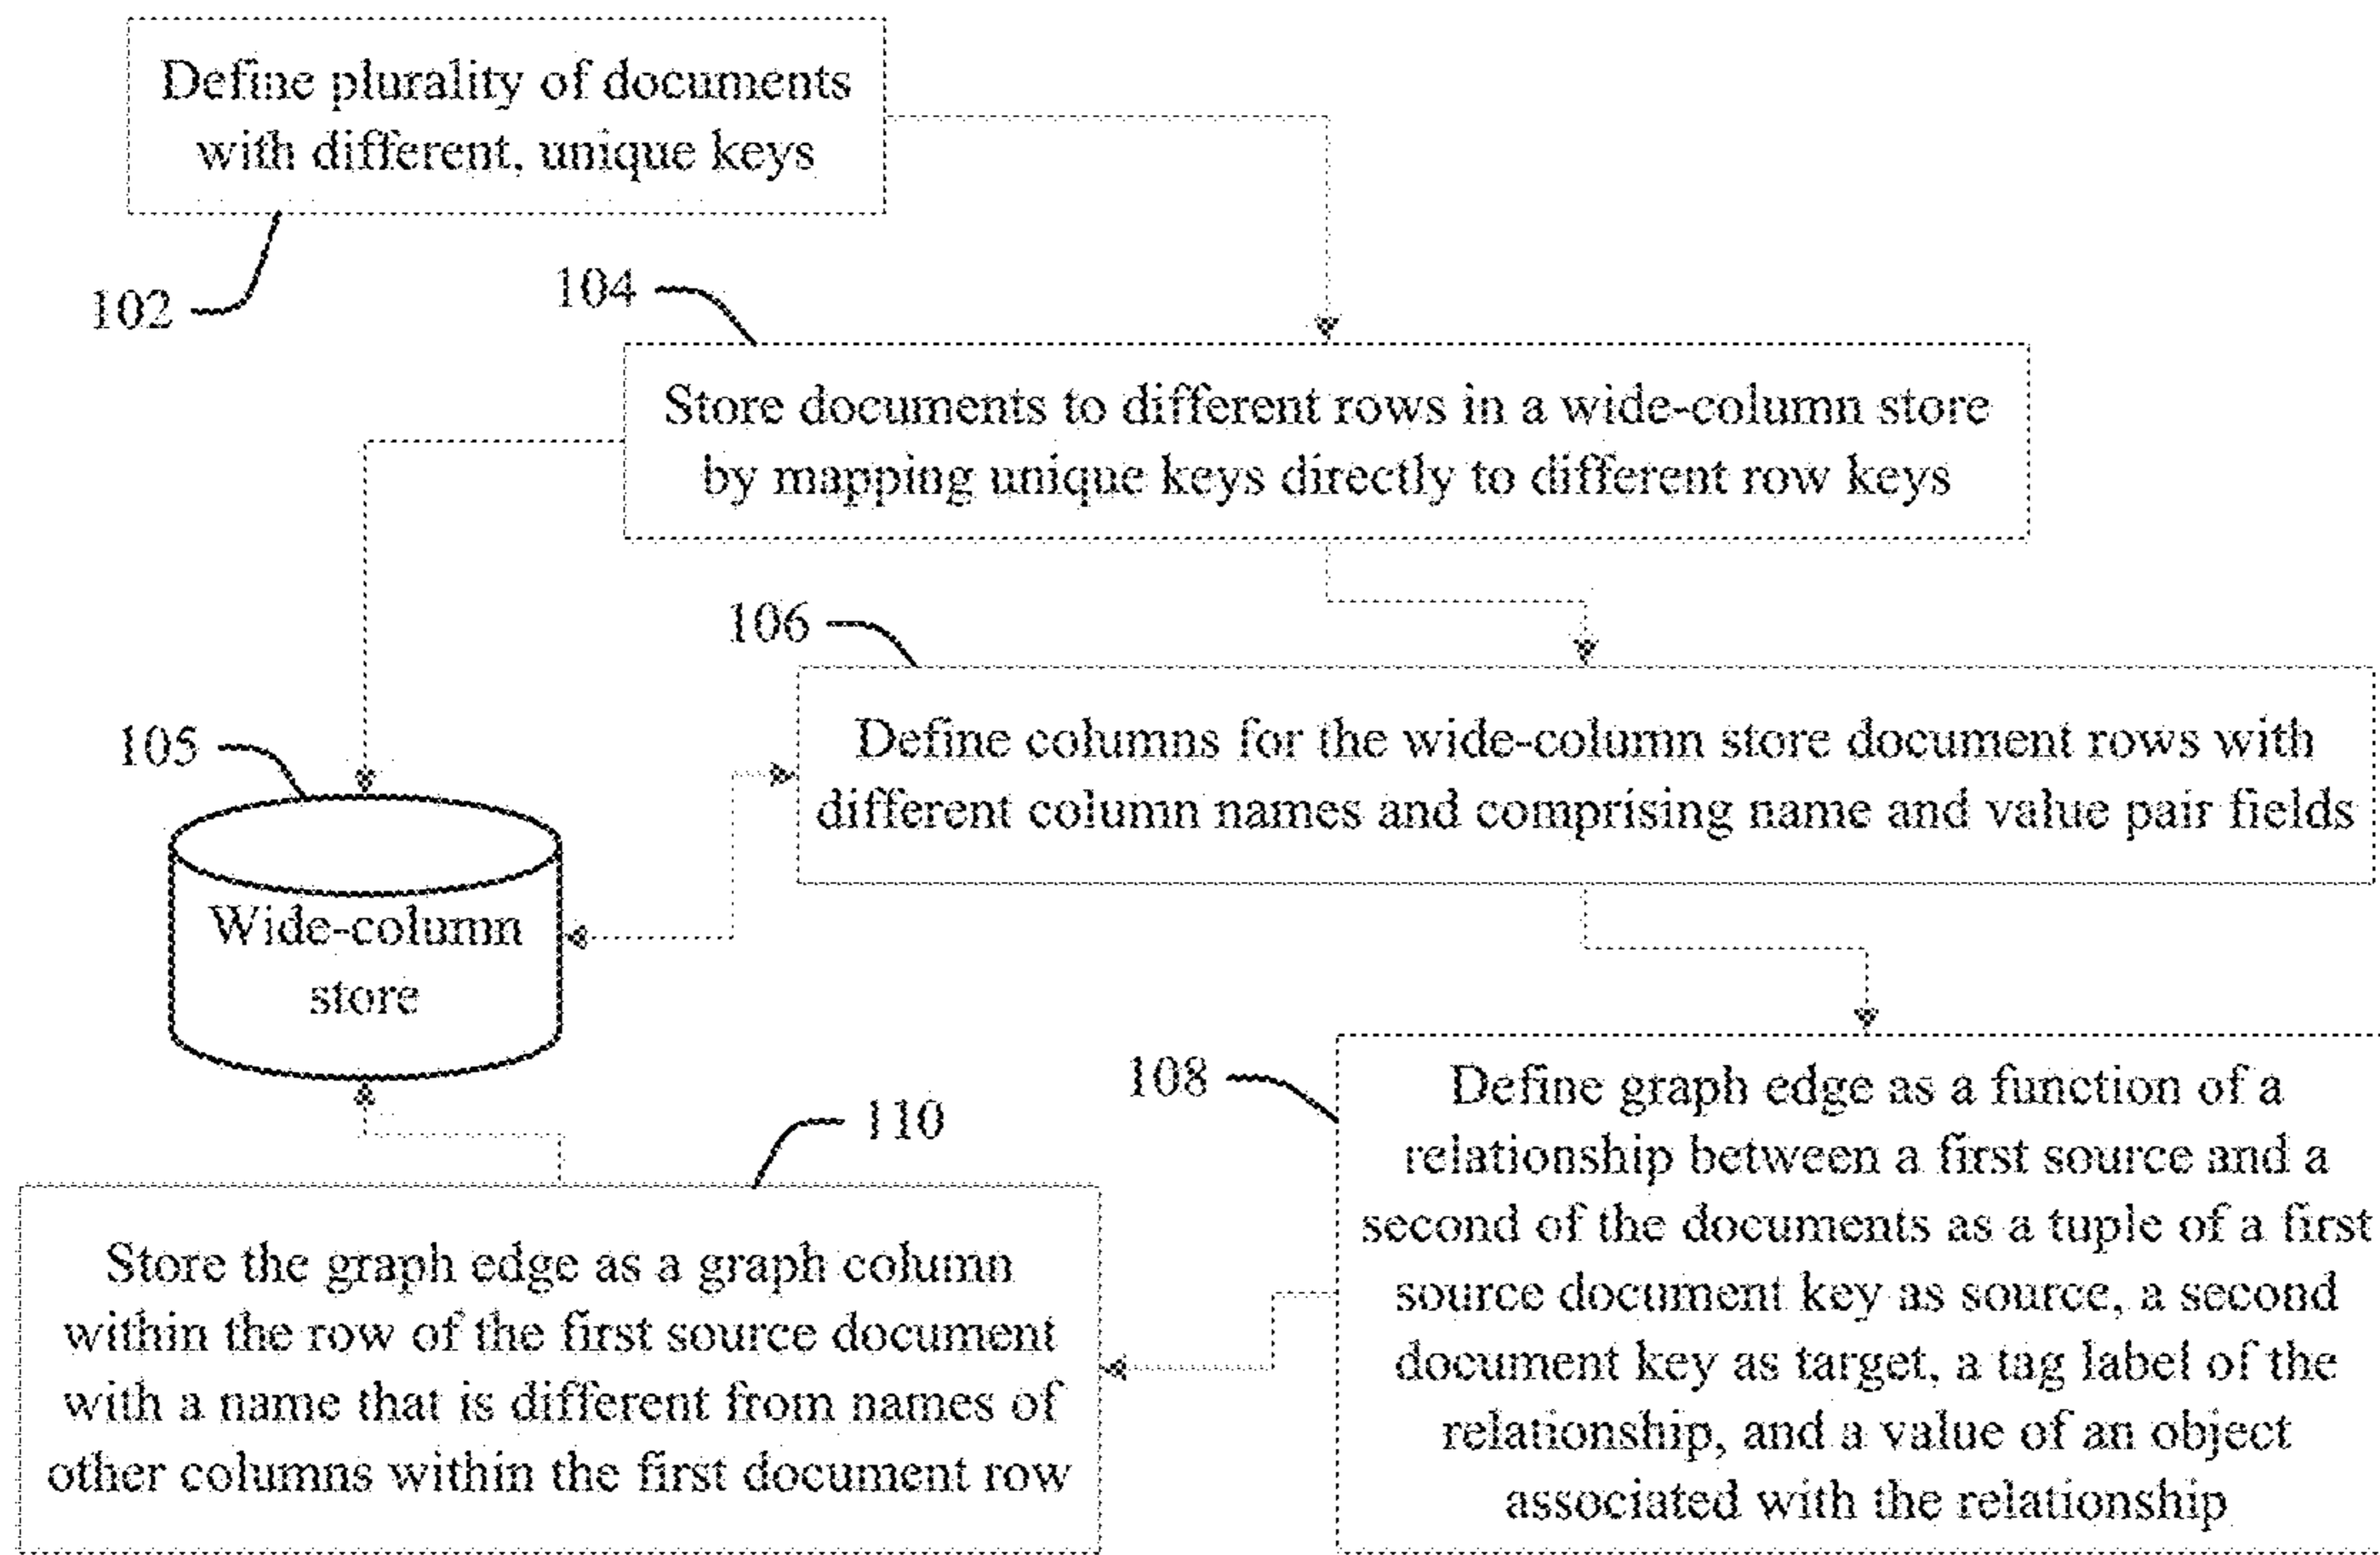 Define plurality of documents
with different, unique keys
102
104
Store documents to different rows in a wide-column store
by mapping unique keys directly to different row keys
106
Define columns for the wide-column store document rows with
different column names and comprising name and value pair fields
105
Wide-column
store
108
Define graph edge as a function of a
relationship between a first source and a
second of the documents as a tuple of a first
source document key as source, a second
document key as target, a tag label of the
relationship, and a value of an object
associated with the relationship
110
Store the graph edge as a graph column
within the row of the first source document
with a name that is different from names of
other columns within the first document row